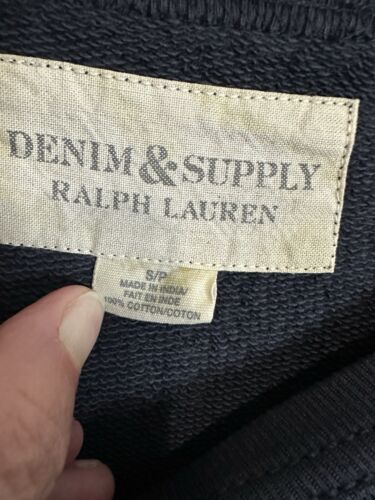 DENIM & SUPPLY
RALPH LAUREN
S/P
MADE IN INDIA/
FAIT EN INDE
100% COTTON/COTON